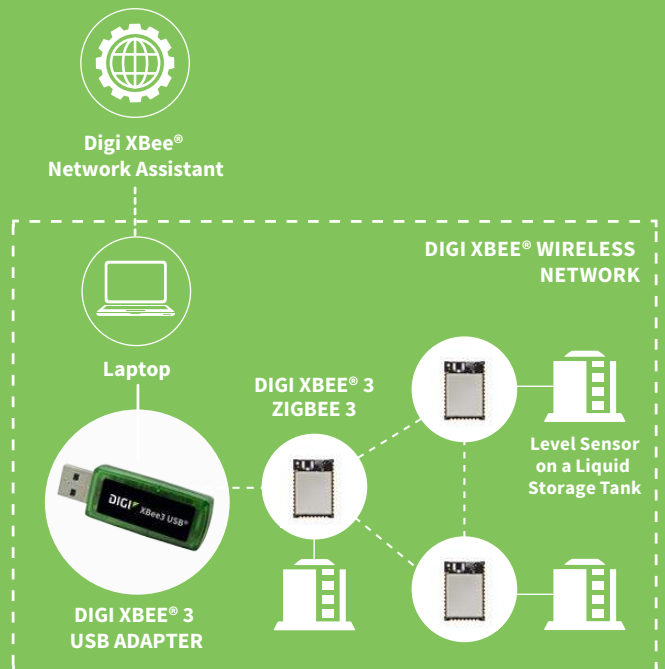 Digi XBee®
Network Assistant
DIGI XBEE® WIRELESS
NETWORK
Laptop
DIGI XBEE® 3
ZIGBEE 3
Level Sensor
on a Liquid
Storage Tank
DIGI XBee3 USB®
DIGI XBEE® 3
USB ADAPTER